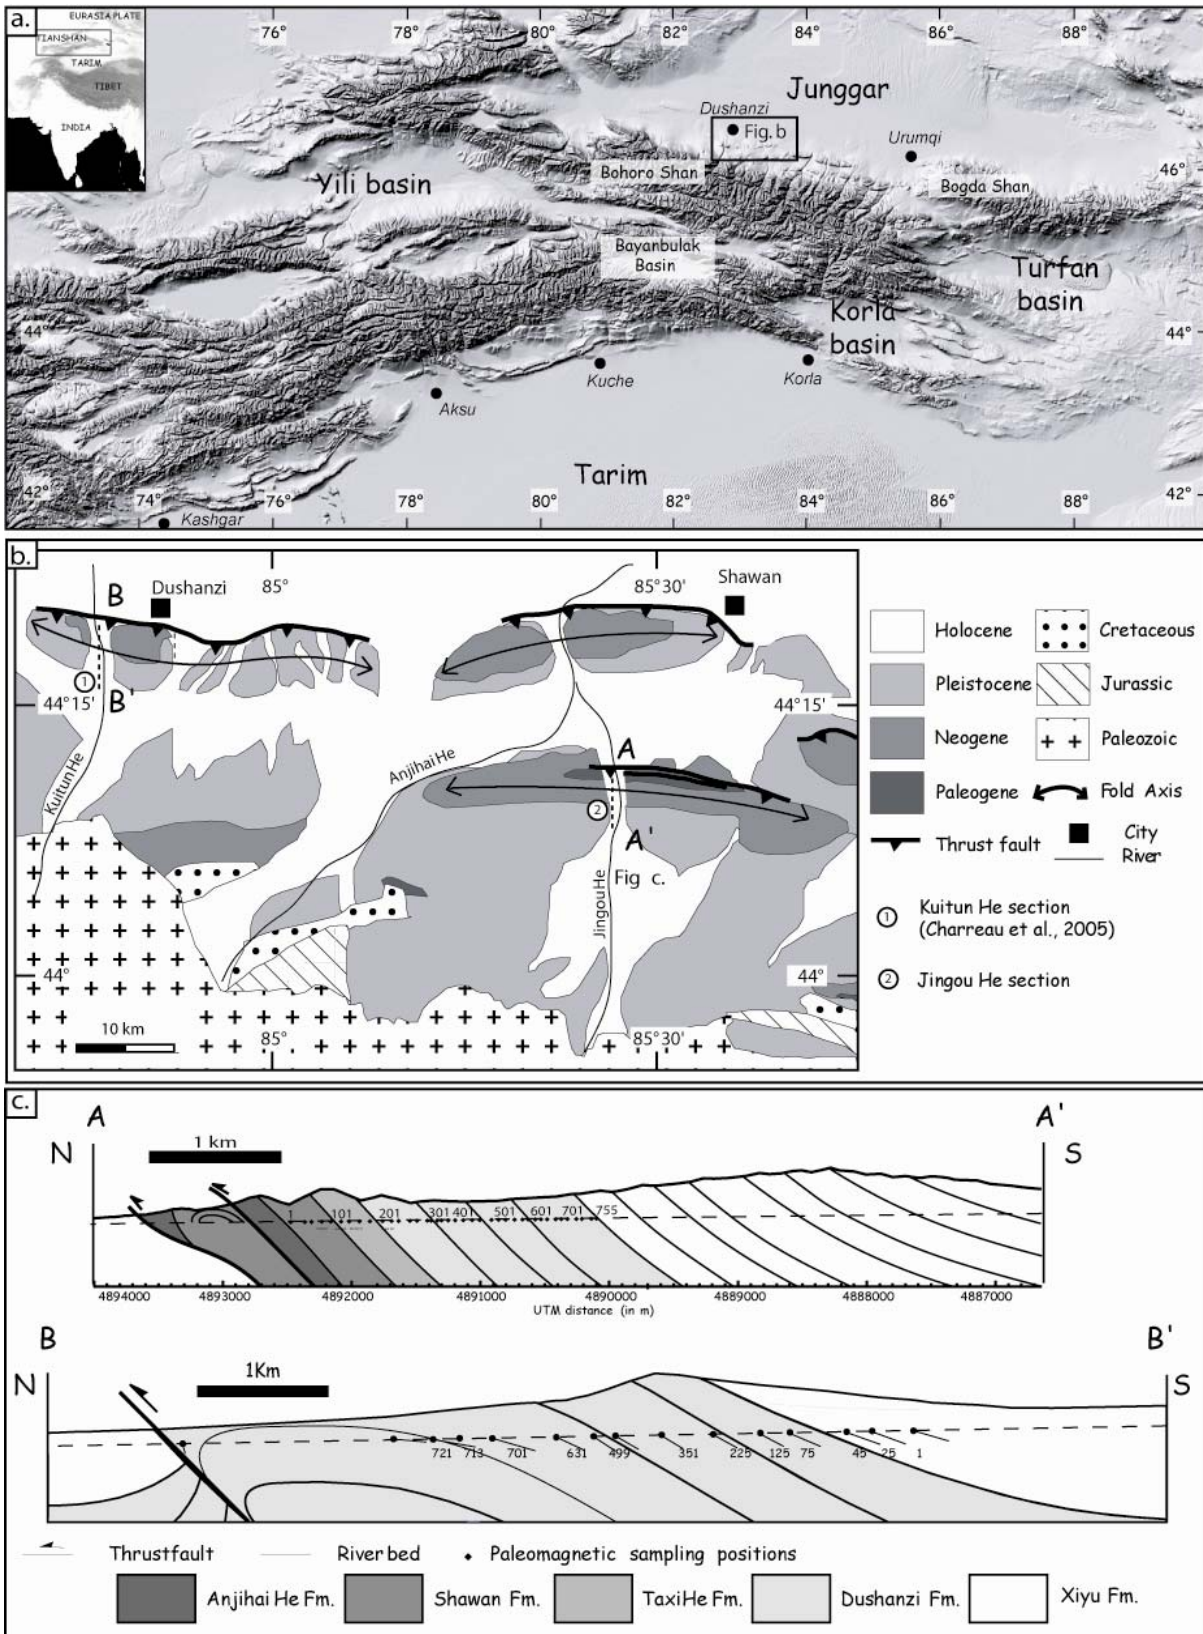 a.
EURASIA PLATE
TIANSHAN
TARIM
TIBET
INDIA
76°
78°
80°
82°
84°
86°
88°
Junggar
Dushanzi
Fig. b
Urumqi
46°
Yili basin
Bohoro Shan
Bogda Shan
Bayanbulak
Basin
Turfan
basin
44°
Korla
basin
44°
Kuche
Korla
Aksu
Tarim
42°
74°
76°
78°
80°
82°
84°
86°
88°
42°
Kashgar
b.
B
Dushanzi
85°
85°30'
Shawan
1
B'
44°15'
44°15'
Kuitun He
Anjihai He
A
2
A'
Fig c.
Jingou He
44°
44°
10 km
85°
85°30'
Holocene
Cretaceous
Pleistocene
Jurassic
Neogene
Paleozoic
Paleogene
Fold Axis
Thrust fault
City
River
1 Kuitun He section
(Charreau et al., 2005)
2 Jingou He section
c.
A
A'
N
1 km
S
1
101
201
301
401
501
601
701
755
4894000
4893000
4892000
4891000
4890000
4889000
4888000
4887000
UTM distance (in m)
B
B'
N
1Km
S
721
713
701
631
499
351
225
125
75
45
25
1
Thrustfault
River bed
Paleomagnetic sampling positions
Anjihai He Fm.
Shawan Fm.
TaxiHe Fm.
Dushanzi Fm.
Xiyu Fm.